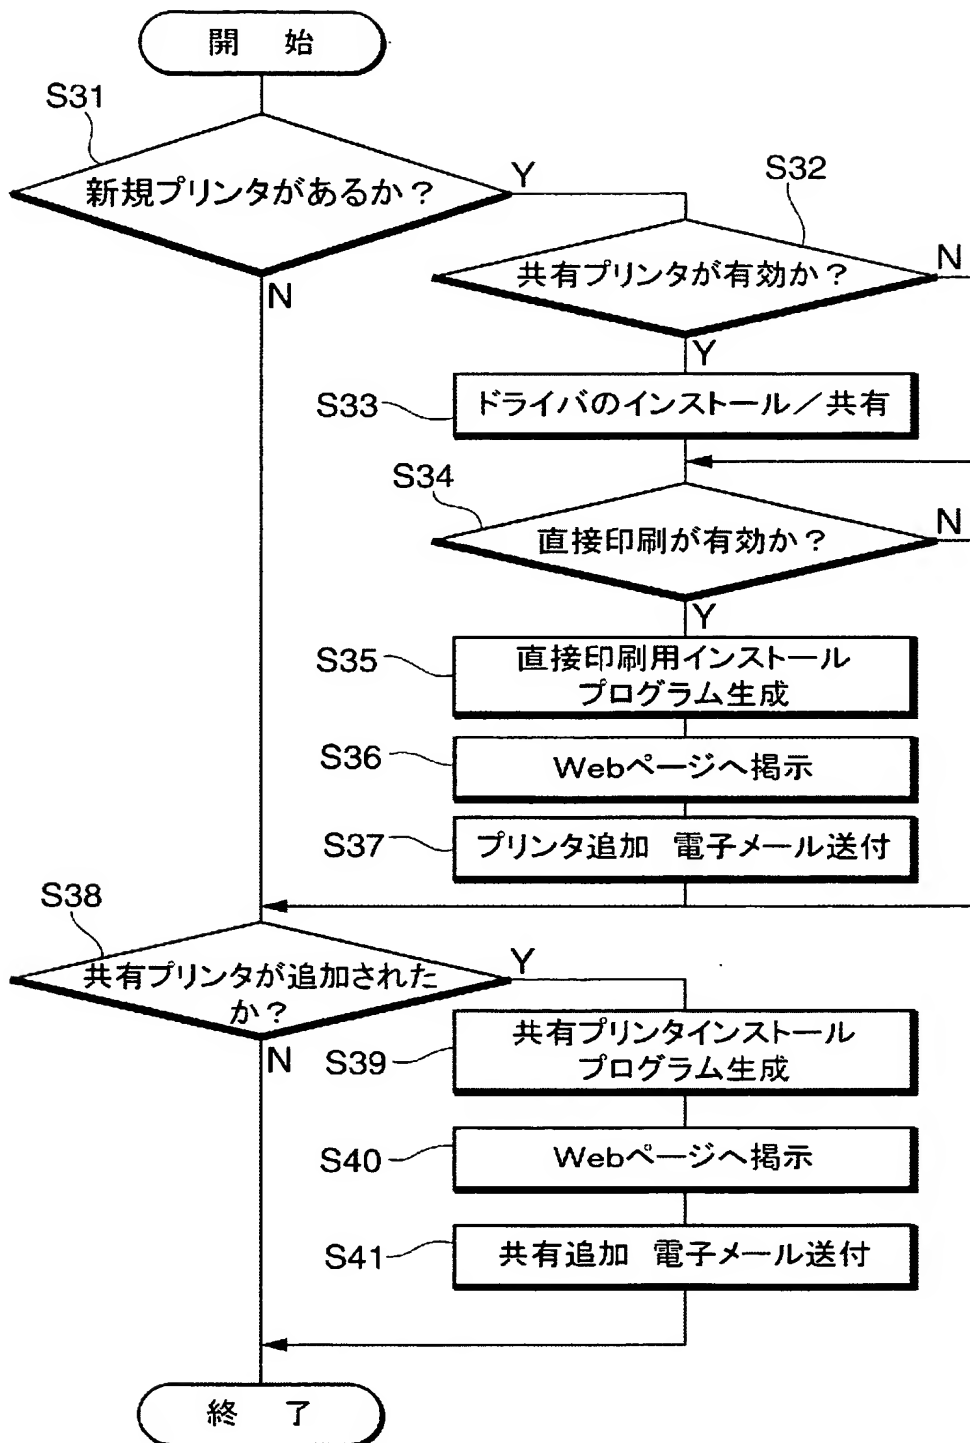 開 始
S31
新規プリンタがあるか？
Y
N
S32
共有プリンタが有効か？
N
Y
S33
ドライバのインストール／共有
S34
直接印刷が有効か？
N
Y
S35
直接印刷用インストール
プログラム生成
S36
Webページへ掲示
S37
プリンタ追加 電子メール送付
S38
共有プリンタが追加された
か？
Y
N
S39
共有プリンタインストール
プログラム生成
S40
Webページへ掲示
S41
共有追加 電子メール送付
終 了